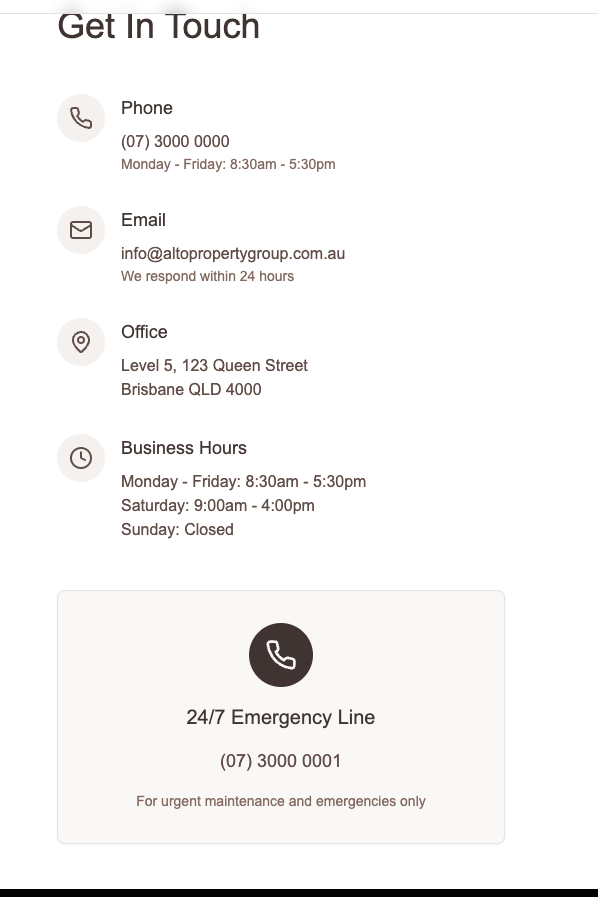 Get In Touch
Phone
(07) 3000 0000
Monday - Friday: 8:30am - 5:30pm
Email
info@altopropertygroup.com.au
We respond within 24 hours
Office
Level 5, 123 Queen Street
Brisbane QLD 4000
Business Hours
Monday - Friday: 8:30am - 5:30pm
Saturday: 9:00am - 4:00pm
Sunday: Closed
24/7 Emergency Line
(07) 3000 0001
For urgent maintenance and emergencies only